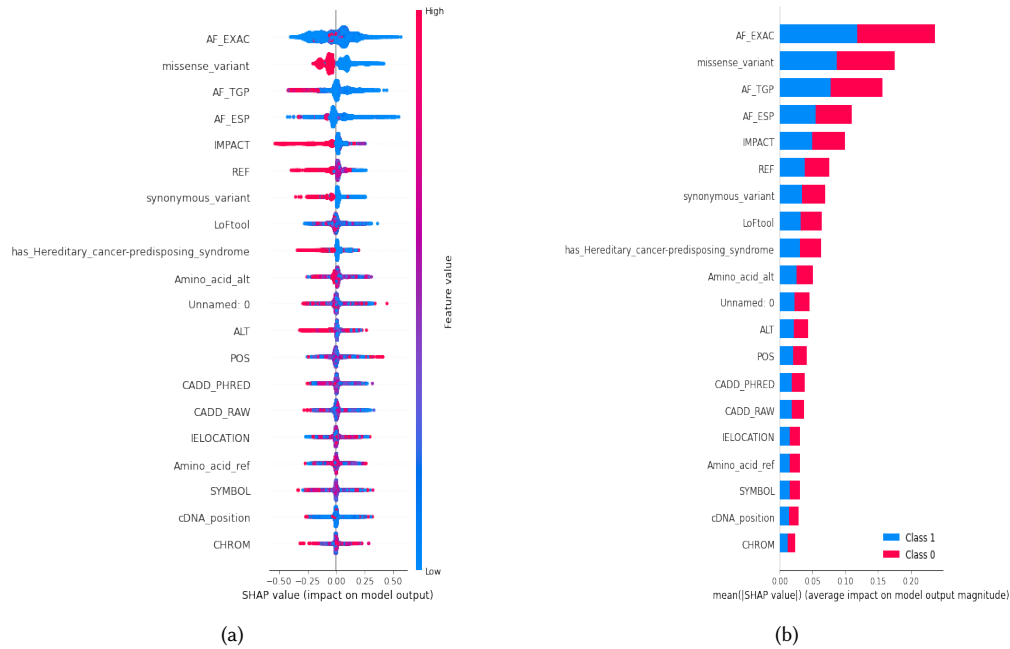 High
AF_EXAC
missense_variant
AF_TGP
AF_ESP
IMPACT
REF
synonymous_variant
LoFtool
has_Hereditary_cancer-predisposing_syndrome
Amino_acid_alt
Unnamed: 0
ALT
POS
CADD_PHRED
CADD_RAW
IELOCATION
Amino_acid_ref
SYMBOL
cDNA_position
CHROM
Feature value
Low
−0.50 −0.25 0.00 0.25 0.50
SHAP value (impact on model output)
(a)
AF_EXAC
missense_variant
AF_TGP
AF_ESP
IMPACT
REF
synonymous_variant
LoFtool
has_Hereditary_cancer-predisposing_syndrome
Amino_acid_alt
Unnamed: 0
ALT
POS
CADD_PHRED
CADD_RAW
IELOCATION
Amino_acid_ref
SYMBOL
cDNA_position
CHROM
Class 1
Class 0
0.00 0.05 0.10 0.15 0.20
mean(|SHAP value|) (average impact on model output magnitude)
(b)